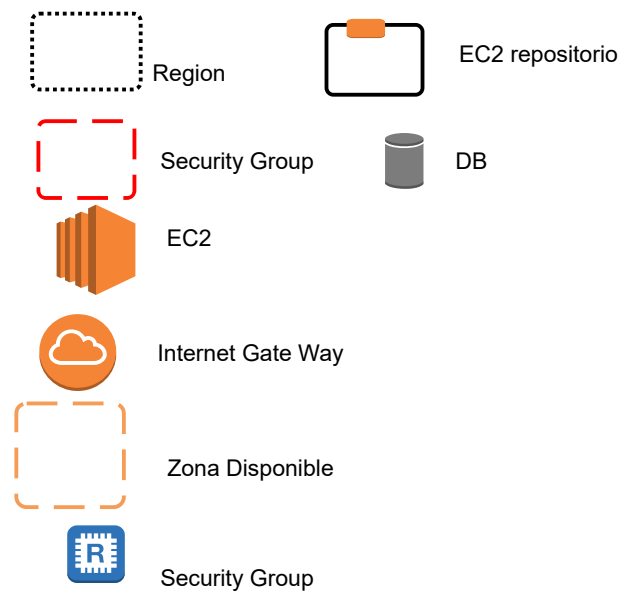 Region
EC2 repositorio
Security Group
DB
EC2
Internet Gate Way
Zona Disponible
R
Security Group